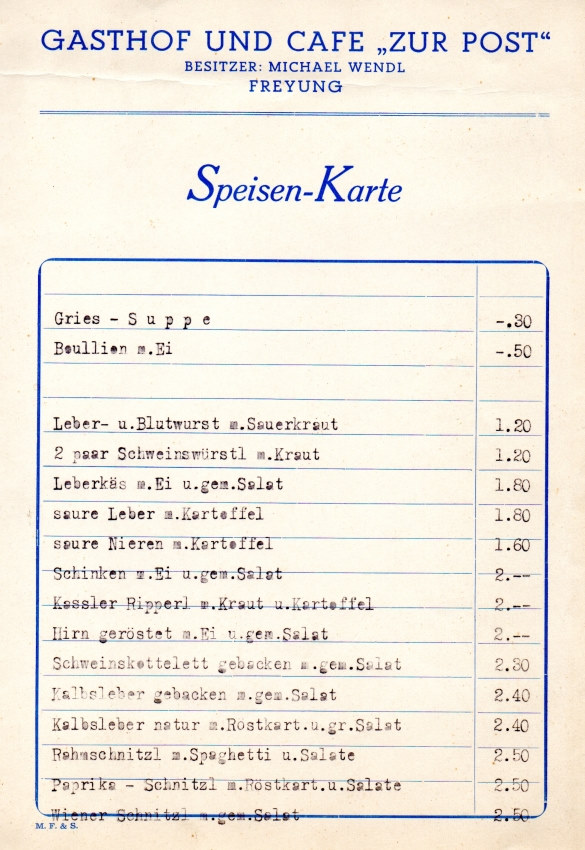 GASTHOF UND CAFE „ZUR POST“
BESITZER: MICHAEL WENDL
FREYUNG
Speisen-Karte
Gries - S u p p e -.30
Boullion m.Ei -.50
Leber- u.Blutwurst m.Sauerkraut 1.20
2 paar Schweinswürstl m.Kraut 1.20
Leberkäs m.Ei u.gem.Salat 1.80
saure Leber m.Kartoffel 1.80
saure Nieren m.Kartoffel 1.60
Schinken m.Ei u.gem.Salat 2.--
Kassler Ripperl m.Kraut u.Kartoffel 2.--
Hirn geröstet m.Ei u.gem.Salat 2.--
Schweinskottelett gebacken m.gem.Salat 2.30
Kalbsleber gebacken m.gem.Salat 2.40
Kalbsleber natur m.Röstkart.u.gr.Salat 2.40
Rahmschnitzl m.Spaghetti u.Salate 2.50
Paprika - Schnitzl m.Röstkart.u.Salate 2.50
Wiener Schnitzl m.gem.Salat 2.50
M. F. & S.